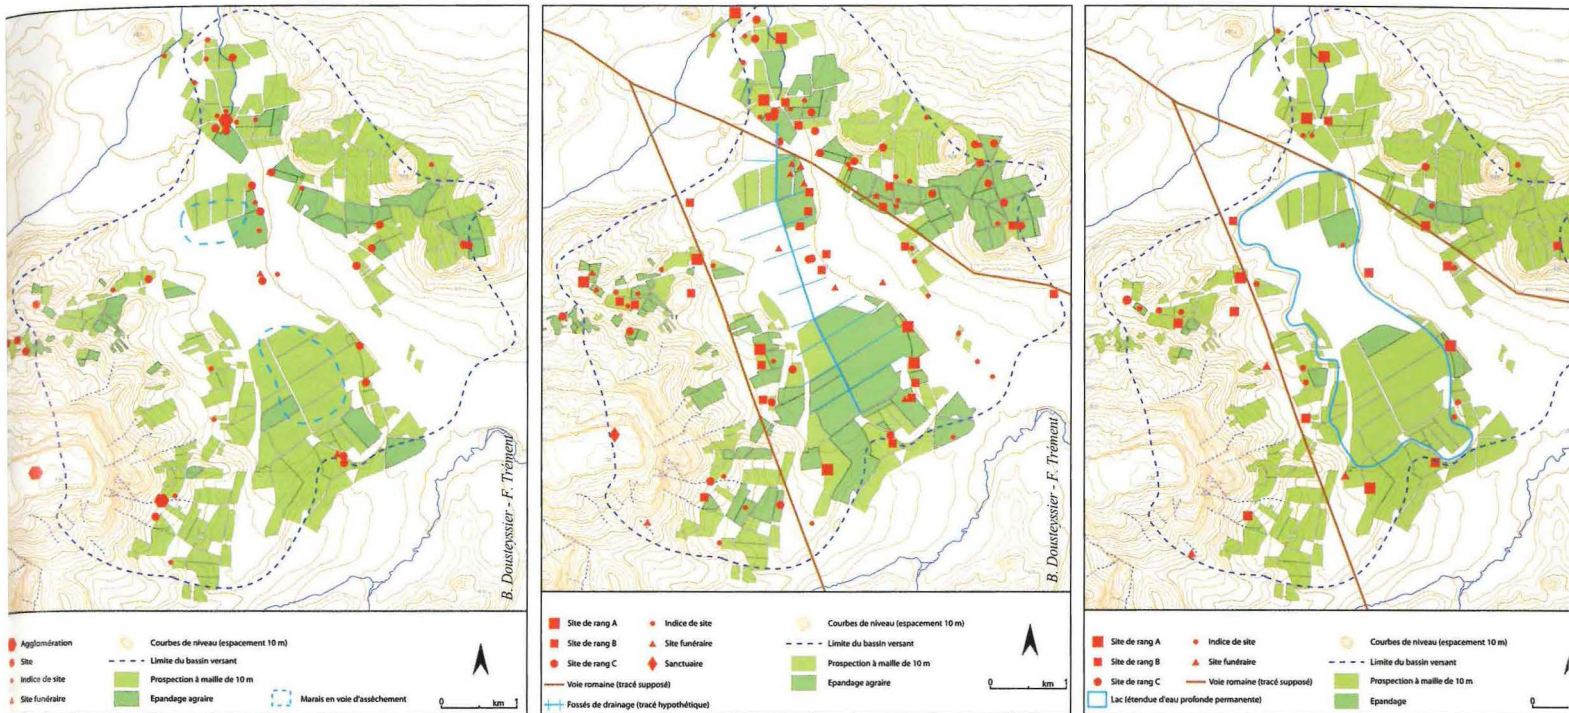 B. Dousteyssier - F. Trément
Agglomération
Site
Indice de site
Site funéraire
Courbes de niveau (espacement 10 m)
Limite du bassin versant
Prospection à maille de 10 m
Epandage agraire
Marais en voie d'assèchement
0 km 1
B. Dousteyssier - F. Trément
Site de rang A
Site de rang B
Site de rang C
Voie romaine (tracé supposé)
Fossés de drainage (tracé hypothétique)
Indice de site
Site funéraire
Sanctuaire
Courbes de niveau (espacement 10 m)
Limite du bassin versant
Prospection à maille de 10 m
Epandage agraire
0 km 1
Site de rang A
Site de rang B
Site de rang C
Lac (étendue d'eau profonde permanente)
Indice de site
Site funéraire
Voie romaine (tracé supposé)
Courbes de niveau (espacement 10 m)
Limite du bassin versant
Prospection à maille de 10 m
Epandage
0